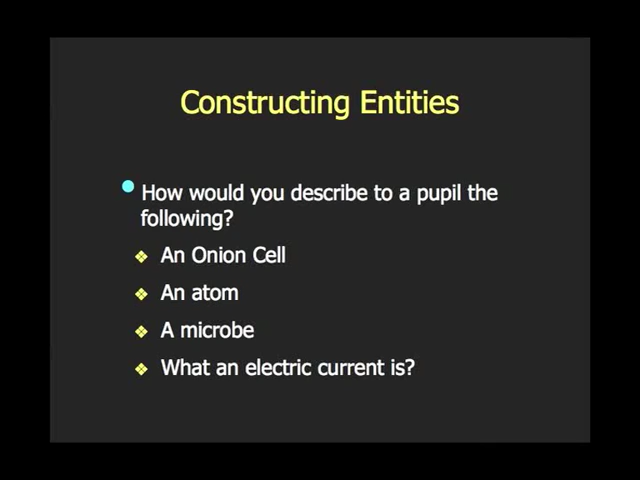 Constructing Entities
How would you describe to a pupil the
following?
An Onion Cell
An atom
A microbe
What an electric current is?